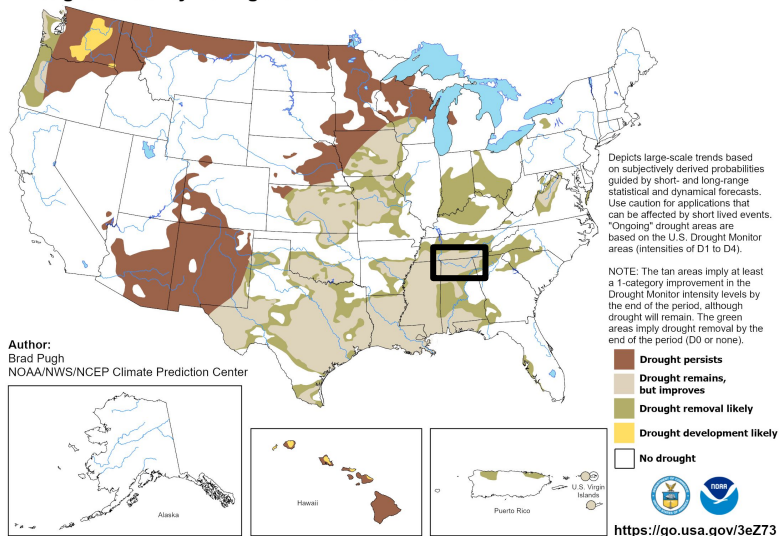 Depicts large-scale trends based
on subjectively derived probabilities
guided by short- and long-range
statistical and dynamical forecasts.
Use caution for applications that
can be affected by short lived events.
"Ongoing" drought areas are
based on the U.S. Drought Monitor
areas (intensities of D1 to D4).
NOTE: The tan areas imply at least
a 1-category improvement in the
Drought Monitor intensity levels by
the end of the period, although
drought will remain. The green
areas imply drought removal by the
end of the period (D0 or none).
Author:
Brad Pugh
NOAA/NWS/NCEP Climate Prediction Center
Drought persists
Drought remains,
but improves
Drought removal likely
Drought development likely
No drought
Alaska
Hawaii
Puerto Rico
U.S. Virgin
Islands
NOAA
https://go.usa.gov/3eZ73